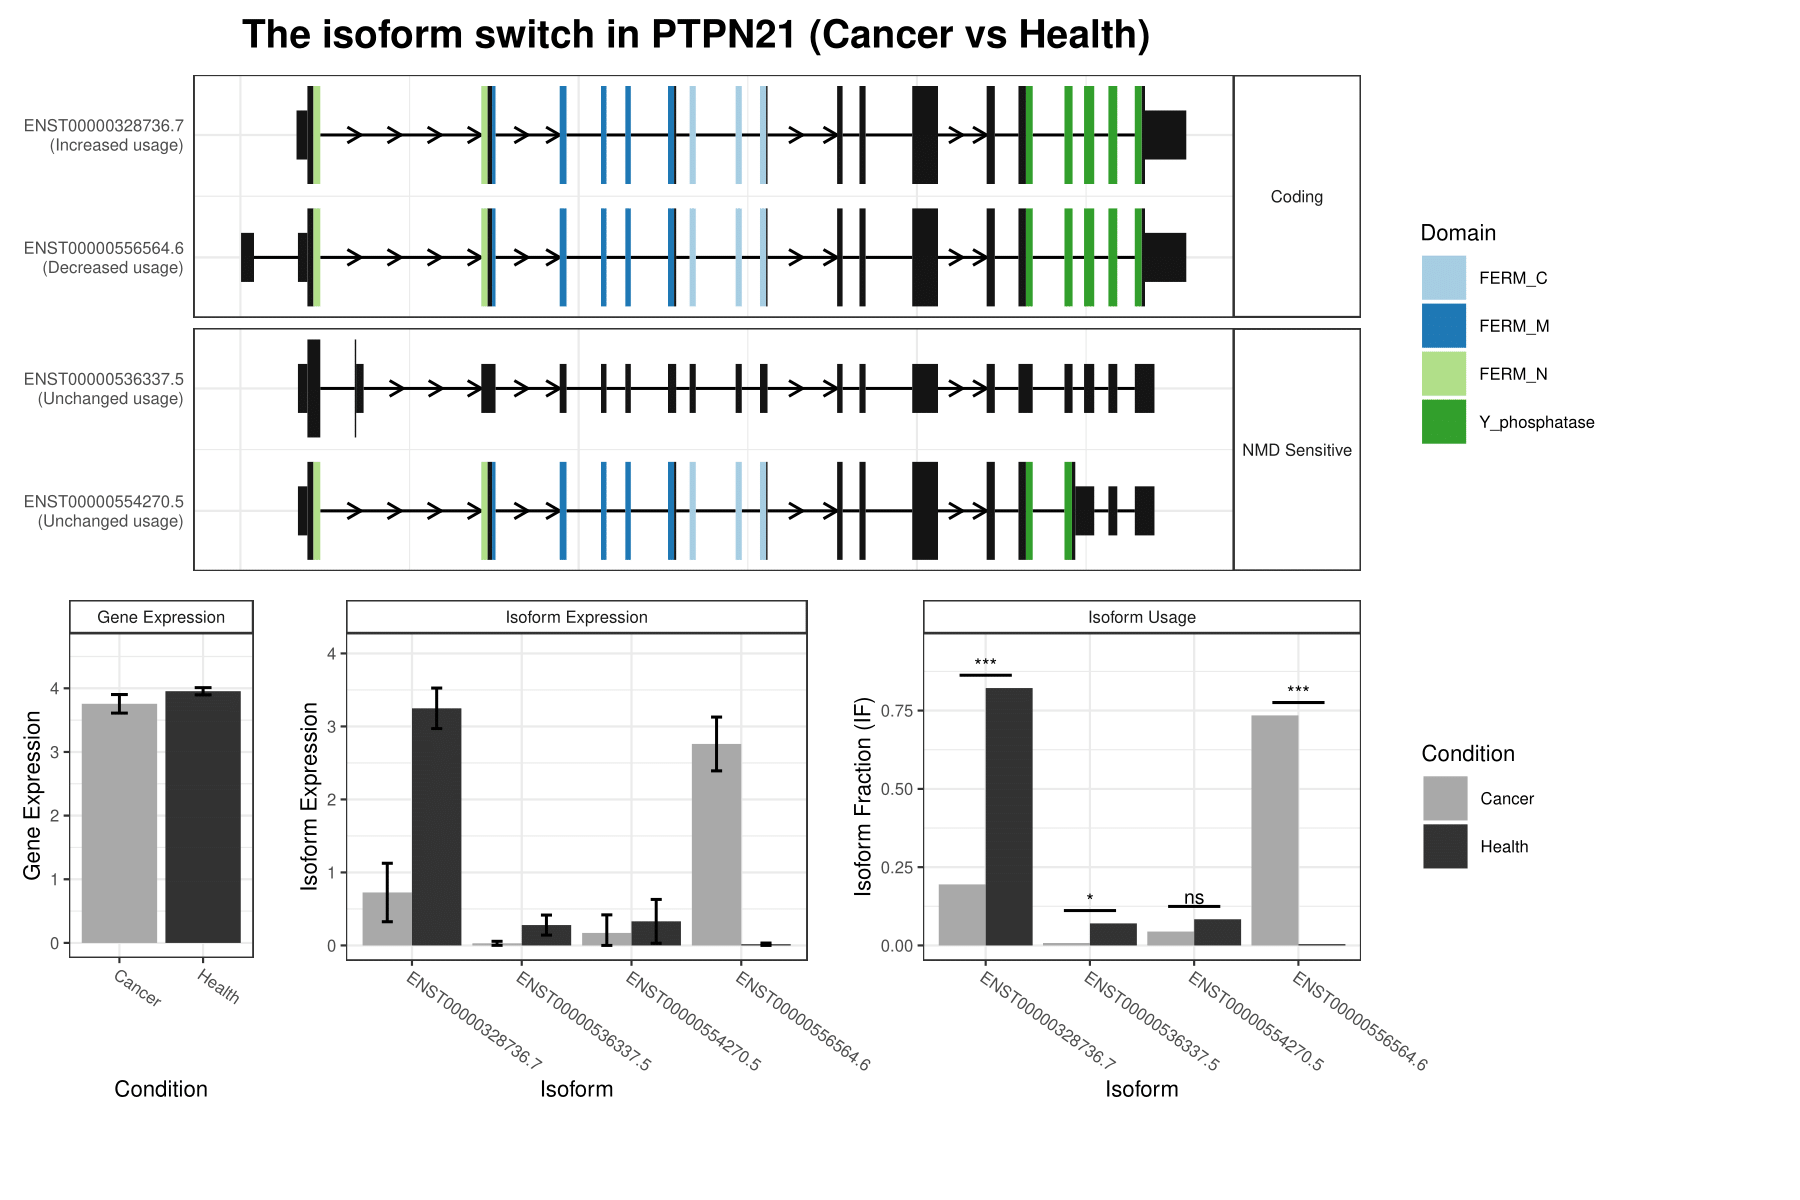 The isoform switch in PTPN21 (Cancer vs Health)
ENST00000328736.7
(Increased usage)
ENST00000556564.6
(Decreased usage)
Coding
ENST00000536337.5
(Unchanged usage)
ENST00000554270.5
(Unchanged usage)
NMD Sensitive
Domain
FERM_C
FERM_M
FERM_N
Y_phosphatase
Gene Expression
Gene Expression
4
3
2
1
0
Cancer
Health
Condition
Isoform Expression
Isoform Expression
4
3
2
1
0
ENST00000328736.7
ENST00000536337.5
ENST00000554270.5
ENST00000556564.6
Isoform
Isoform Usage
Isoform Fraction (IF)
0.75
0.50
0.25
0.00
***
*
ns
***
ENST00000328736.7
ENST00000536337.5
ENST00000554270.5
ENST00000556564.6
Isoform
Condition
Cancer
Health